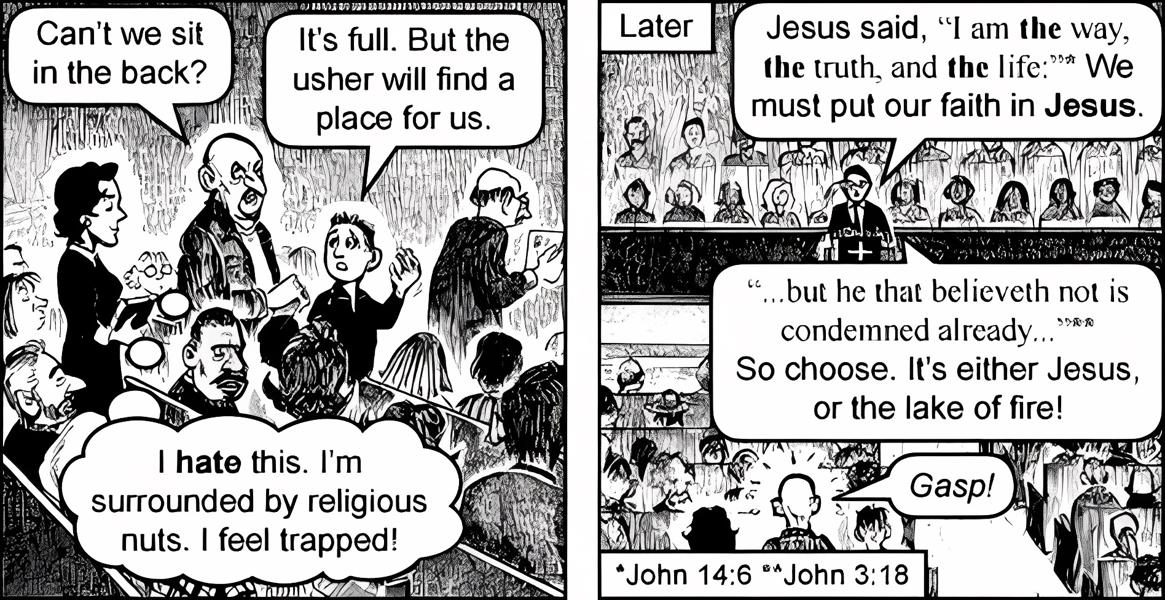 Can't we sit
in the back?
It's full. But the
usher will find a
place for us.
I hate this. I'm
surrounded by religious
nuts. I feel trapped!
Later
Jesus said, “I am the way,
the truth, and the life:”* We
must put our faith in Jesus.
“...but he that believeth not is
condemned already...”**
So choose. It's either Jesus,
or the lake of fire!
Gasp!
*John 14:6 **John 3:18